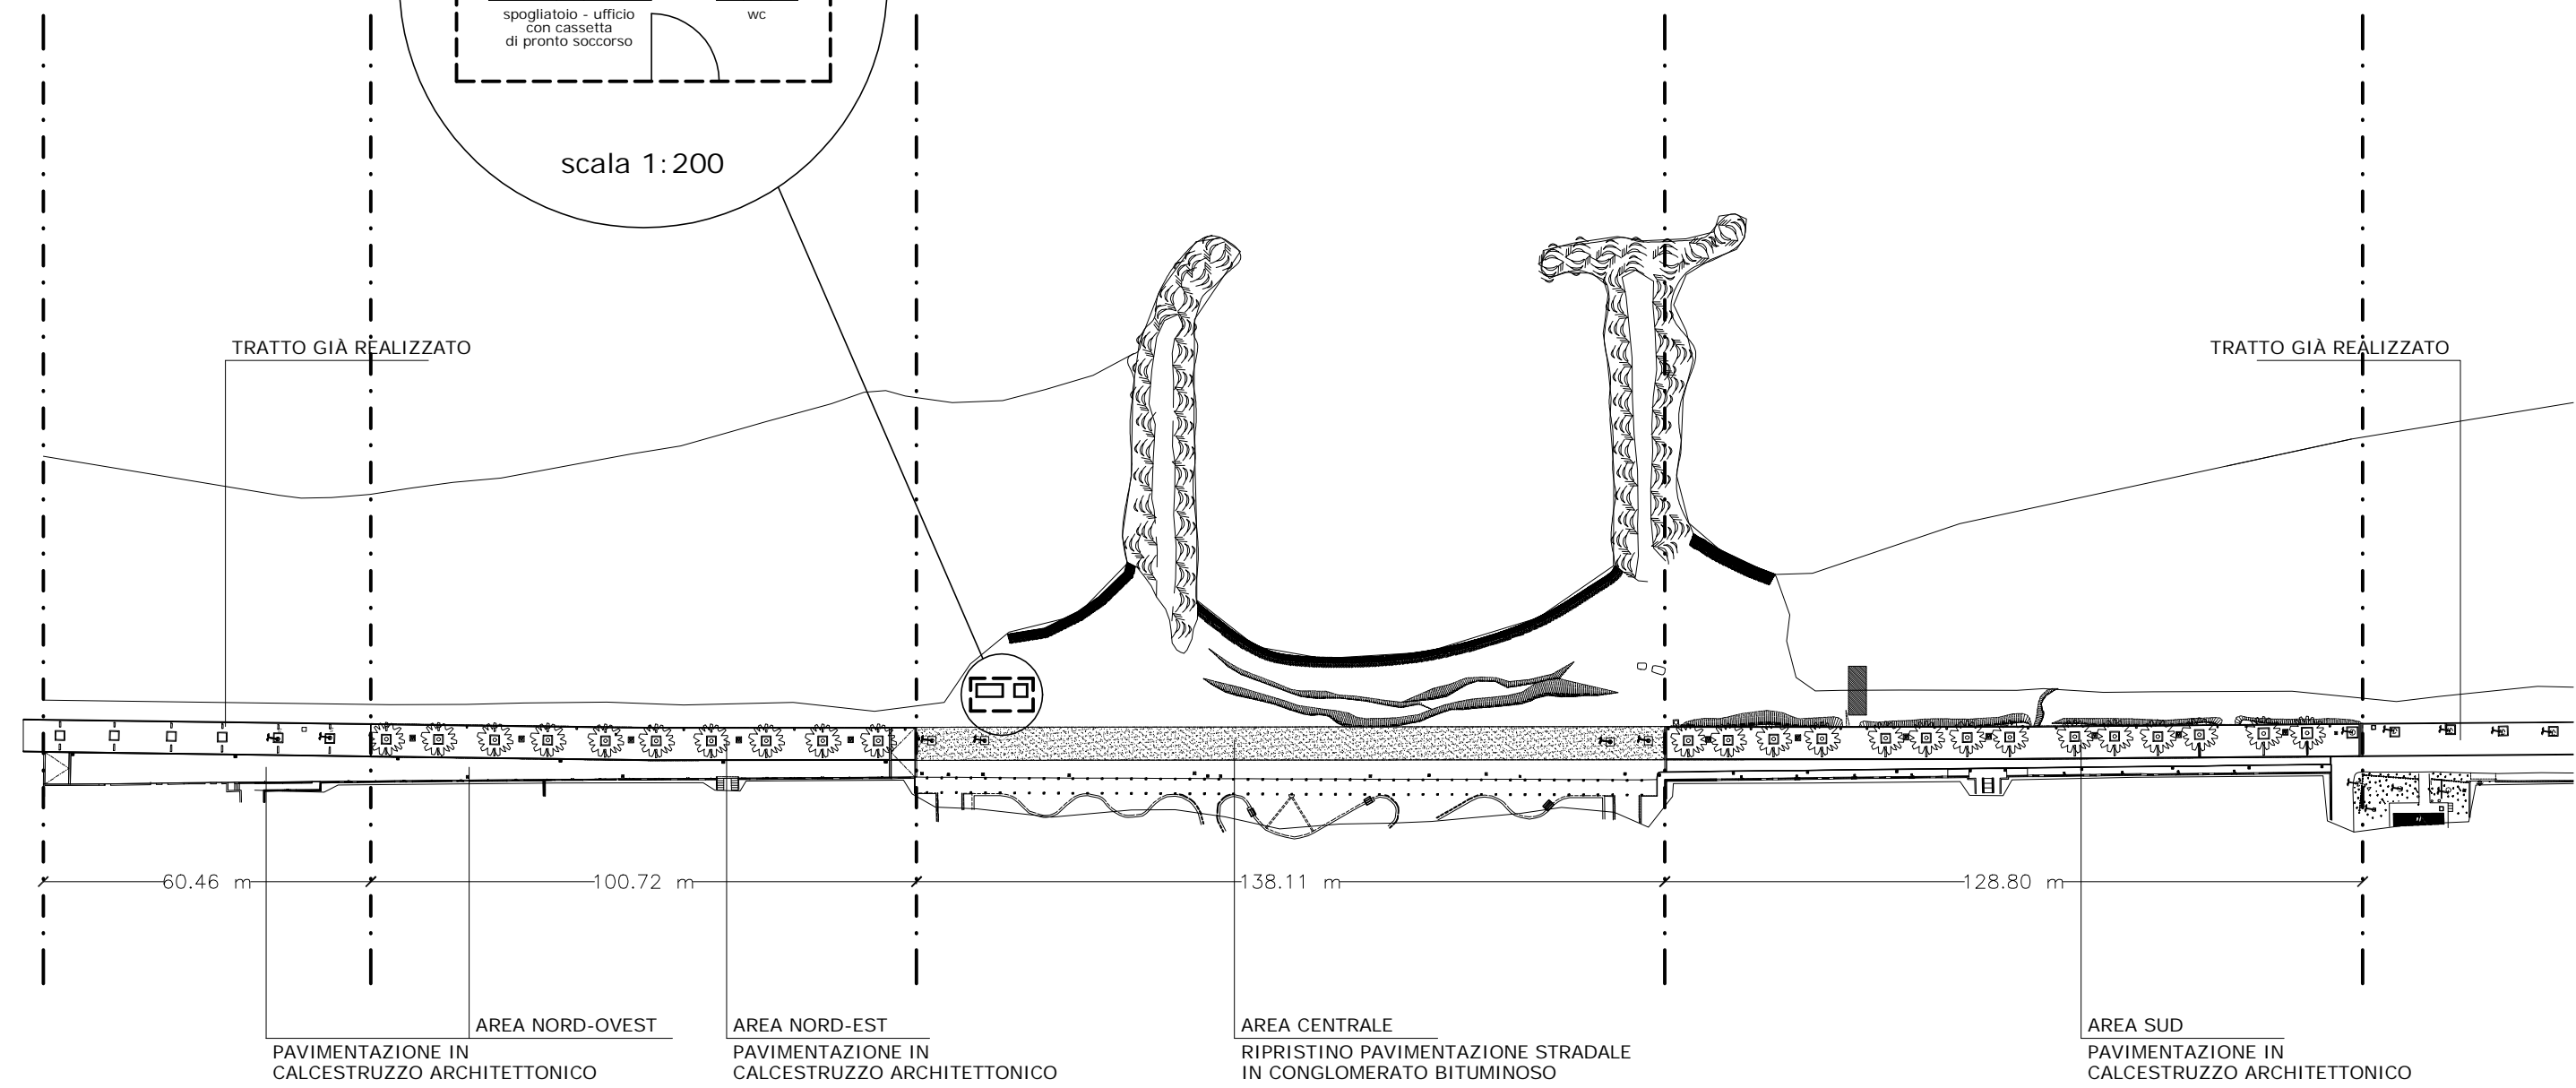 spogliatoio - ufficio
con cassetta
di pronto soccorso
wc
scala 1:200
TRATTO GIÀ REALIZZATO
TRATTO GIÀ REALIZZATO
60.46 m
100.72 m
138.11 m
128.80 m
AREA NORD-OVEST
PAVIMENTAZIONE IN
CALCESTRUZZO ARCHITETTONICO
AREA NORD-EST
PAVIMENTAZIONE IN
CALCESTRUZZO ARCHITETTONICO
AREA CENTRALE
RIPRISTINO PAVIMENTAZIONE STRADALE
IN CONGLOMERATO BITUMINOSO
AREA SUD
PAVIMENTAZIONE IN
CALCESTRUZZO ARCHITETTONICO